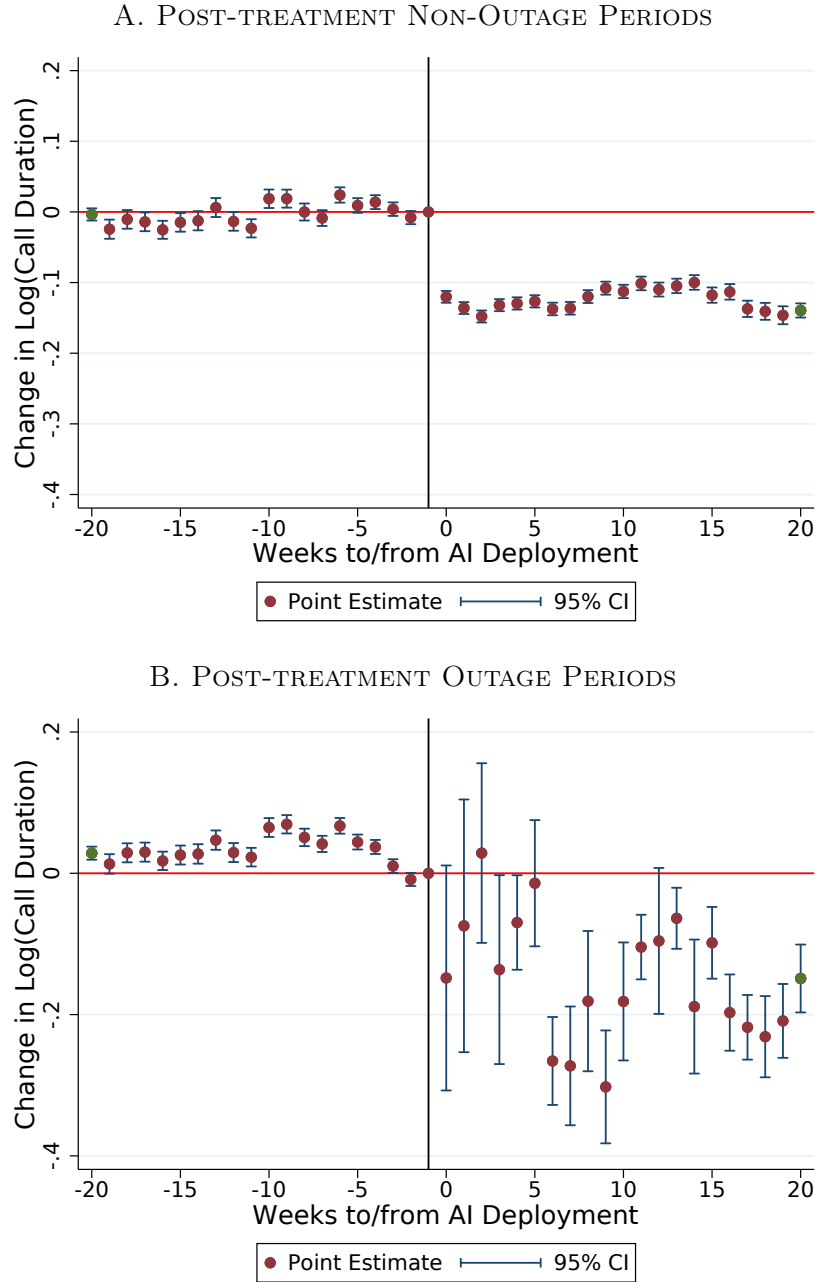 A. Post-treatment Non-Outage Periods
Change in Log(Call Duration)
.2
.1
0
-.1
-.2
-.3
-.4
-20 -15 -10 -5 0 5 10 15 20
Weeks to/from AI Deployment
Point Estimate 95% CI
B. Post-treatment Outage Periods
Change in Log(Call Duration)
.2
0
-.2
-.4
-20 -15 -10 -5 0 5 10 15 20
Weeks to/from AI Deployment
Point Estimate 95% CI